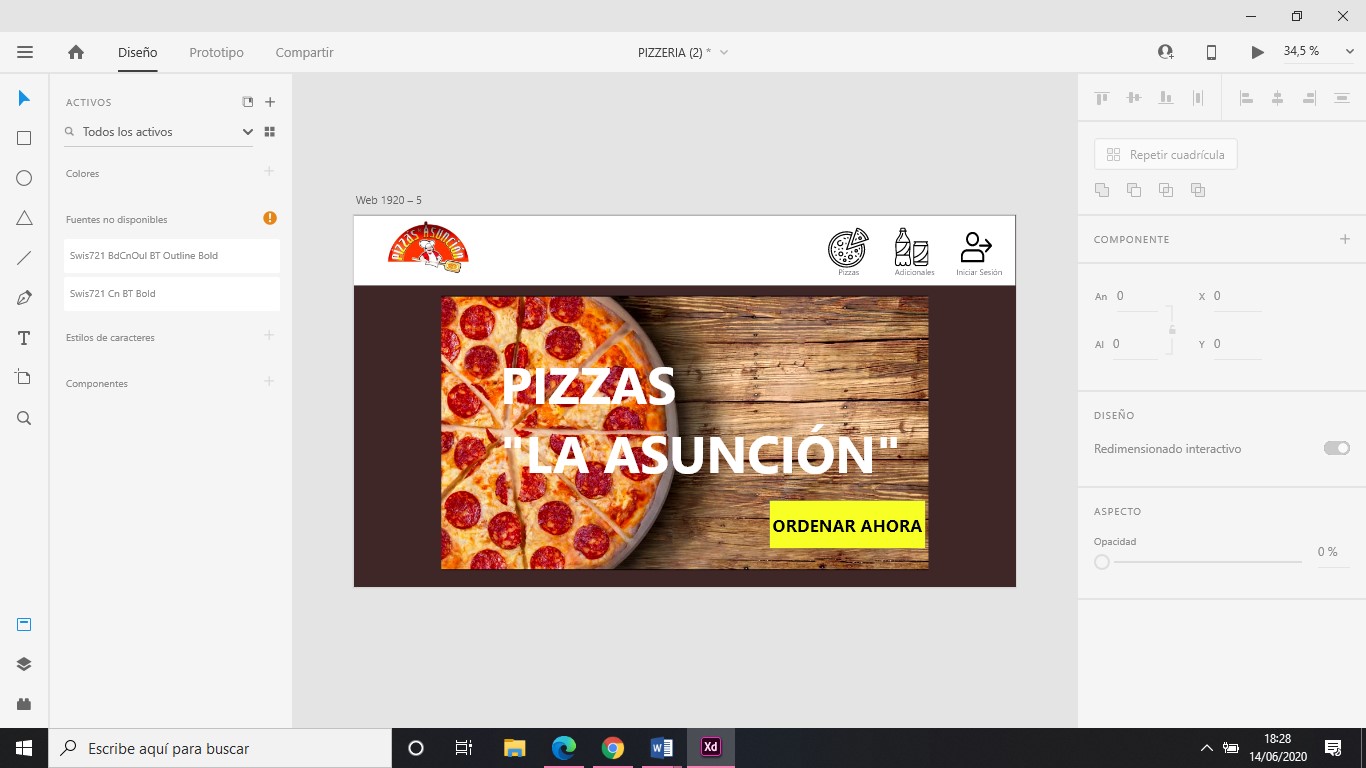 Diseño
Prototipo
Compartir
PIZZERIA (2) *
34,5 %
ACTIVOS
Todos los activos
Colores
Fuentes no disponibles
Swis721 BdCnOul BT Outline Bold
Swis721 Cn BT Bold
Estilos de caracteres
Componentes
Web 1920 – 5
PIZZAS "ASUNCIÓN"
Pizzas
Adicionales
Iniciar Sesión
PIZZAS
"LA ASUNCIÓN"
ORDENAR AHORA
Repetir cuadrícula
COMPONENTE
An 0
X 0
Al 0
Y 0
DISEÑO
Redimensionado interactivo
ASPECTO
Opacidad
0 %
Escribe aquí para buscar
Xd
18:28
14/06/2020